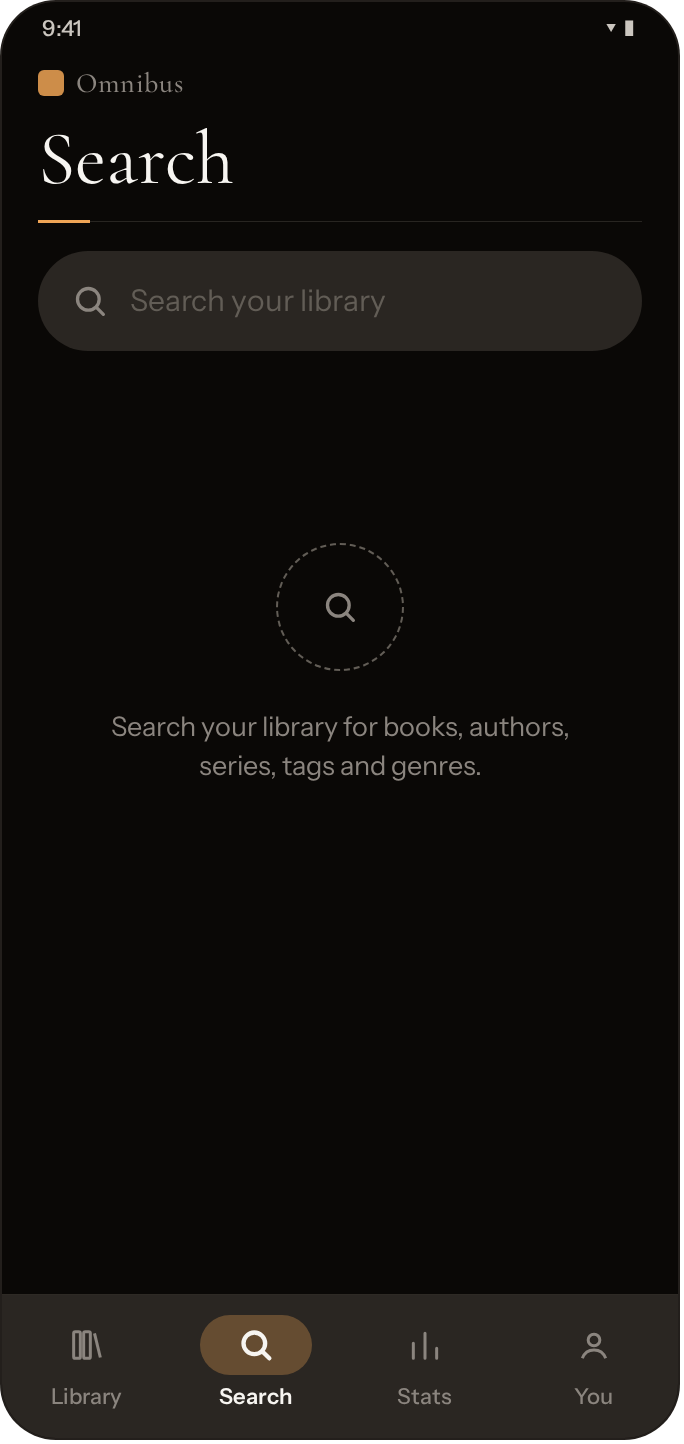 9:41
Omnibus
Search
Search your library
Search your library for books, authors,
series, tags and genres.
Library
Search
Stats
You